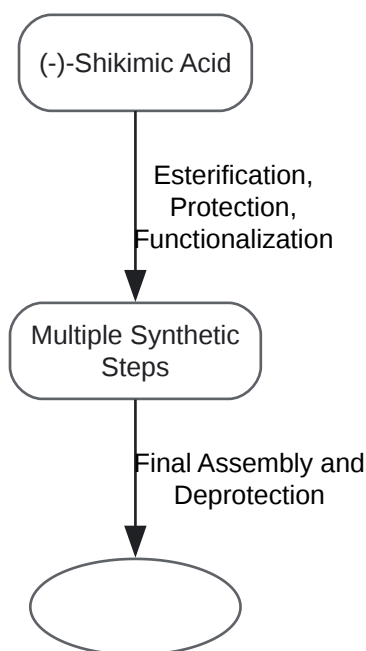 (-)-Shikimic Acid
Esterification,
Protection,
Functionalization
Multiple Synthetic
Steps
Final Assembly and
Deprotection